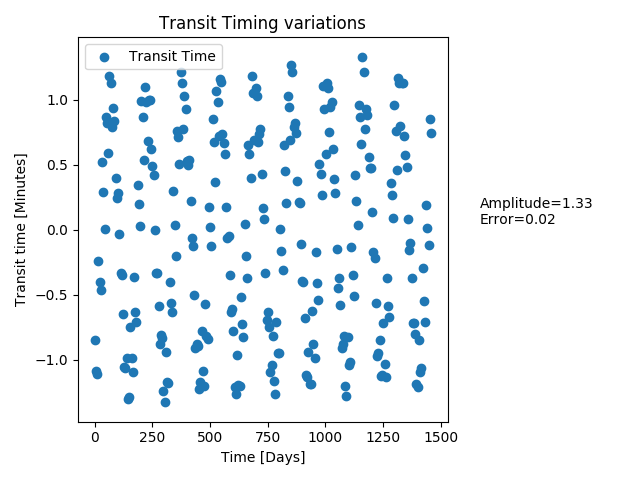 Transit Timing variations
Transit Time
1.0
0.5
0.0
−0.5
−1.0
Transit time [Minutes]
0
250
500
750
1000
1250
1500
Time [Days]
Amplitude=1.33
Error=0.02